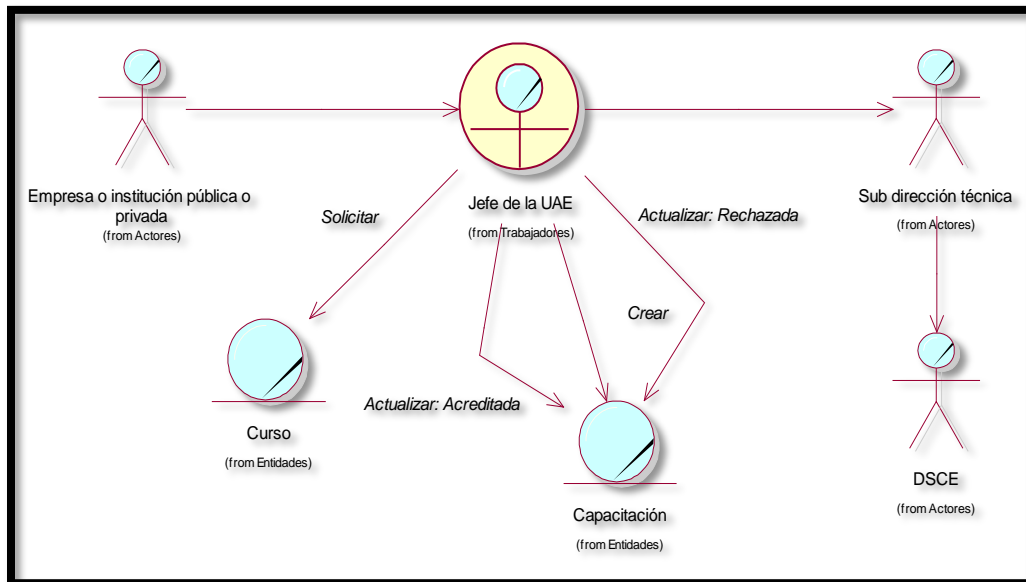 Empresa o institución pública o
privada
(from Actores)
Jefe de la UAE
(from Trabajadores)
Sub dirección técnica
(from Actores)
Solicitar
Actualizar: Rechazada
Crear
Actualizar: Acreditada
Curso
(from Entidades)
Capacitación
(from Entidades)
DSCE
(from Actores)